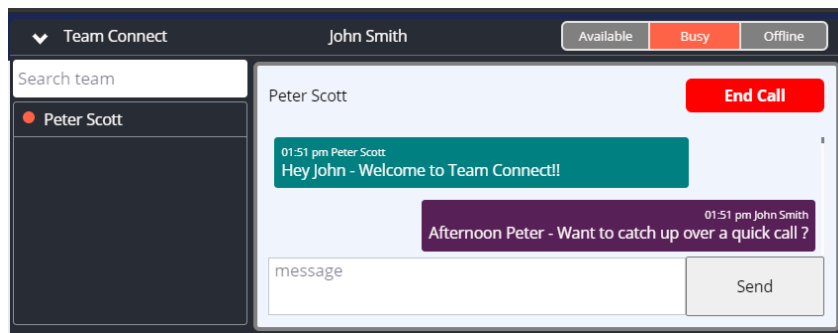 Team Connect
John Smith
Available
Busy
Offline
Search team
Peter Scott
Peter Scott
End Call
01:51 pm Peter Scott
Hey John - Welcome to Team Connect!!
01:51 pm John Smith
Afternoon Peter - Want to catch up over a quick call ?
message
Send